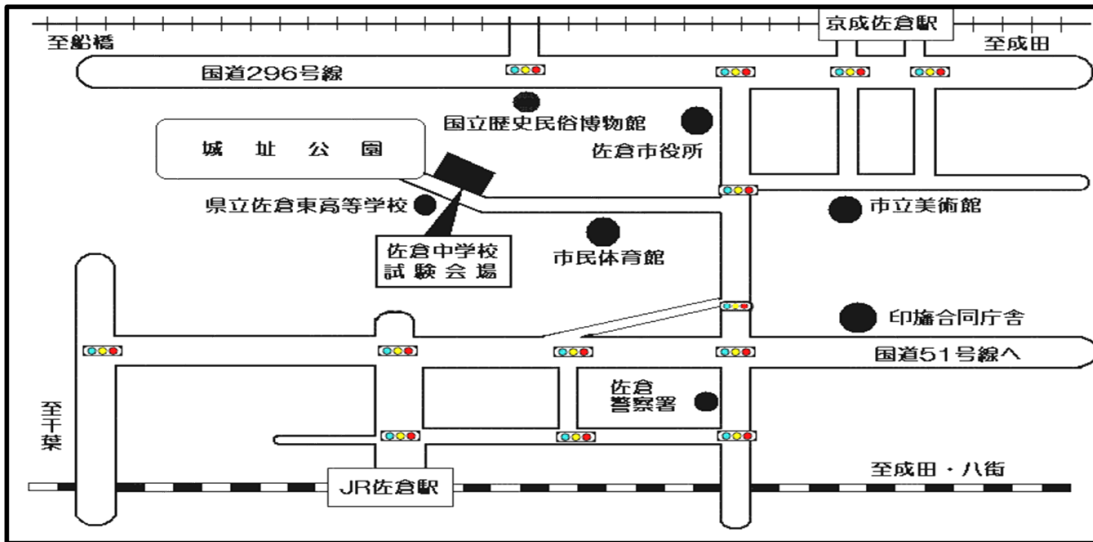 京成佐倉駅
至船橋
至成田
国道296号線
国立歴史民俗博物館
佐倉市役所
城址公園
県立佐倉東高等学校
市立美術館
佐倉中学校
試験会場
市民体育館
印旛合同庁舎
国道51号線へ
佐倉
警察署
至千葉
至成田・八街
JR佐倉駅